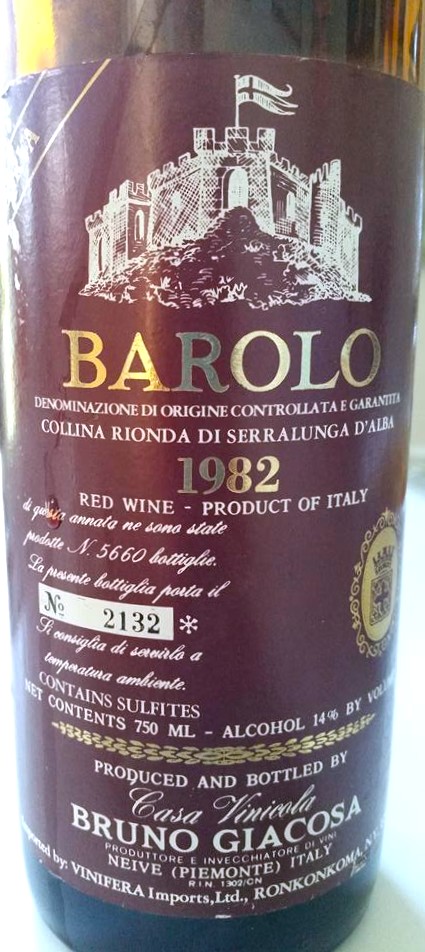 BAROLO
DENOMINAZIONE DI ORIGINE CONTROLLATA E GARANTITA
COLLINA RIONDA DI SERRALUNGA D'ALBA
1982
RED WINE - PRODUCT OF ITALY
di questa annata ne sono state
prodotte N. 5660 bottiglie.
La presente bottiglia porta il
No 2132 *
Si consiglia di servirlo a
temperatura ambiente.
CONTAINS SULFITES
NET CONTENTS 750 ML - ALCOHOL 14% BY
PRODUCED AND BOTTLED BY
Casa Vinicola
BRUNO GIACOSA
PRODUTTORE E INVECCHIATORE DI VINI
NEIVE (PIEMONTE) ITALY
R.I.N. 1302/CN
Imported by: VINIFERA Imports, Ltd., RONKONKOMA, N.Y.